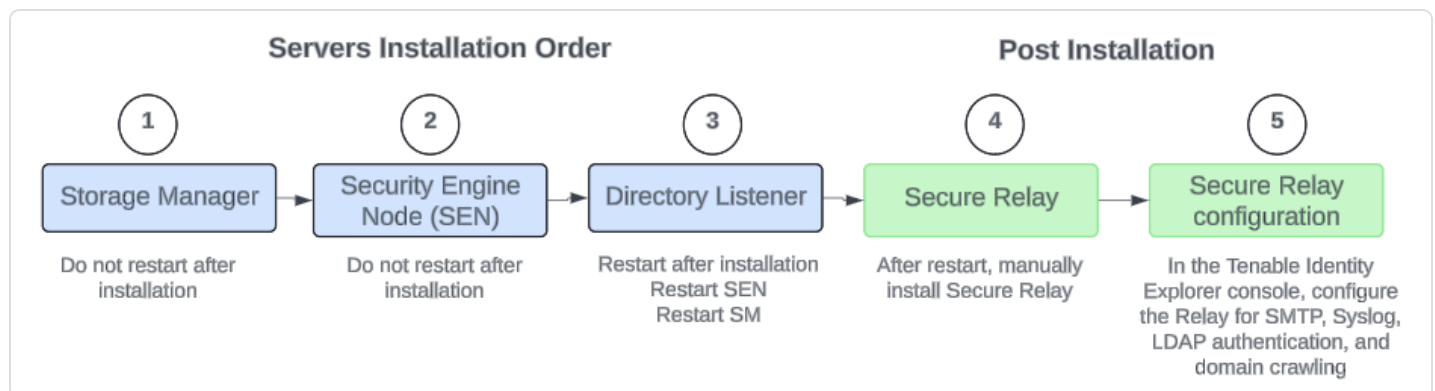 Servers Installation Order
Post Installation
1
2
3
4
5
Storage Manager
Security Engine
Node (SEN)
Directory Listener
Secure Relay
Secure Relay
configuration
Do not restart after
installation
Do not restart after
installation
Restart after installation
Restart SEN
Restart SM
After restart, manually
install Secure Relay
In the Tenable Identity
Explorer console, configure
the Relay for SMTP, Syslog,
LDAP authentication, and
domain crawling